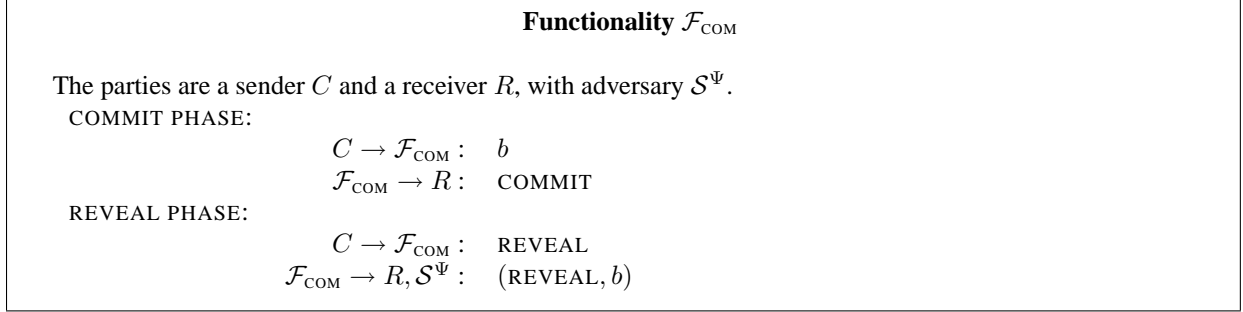 Functionality 𝓕_COM
The parties are a sender C and a receiver R, with adversary 𝒮^Ψ.
COMMIT PHASE:
C → 𝓕_COM : b
𝓕_COM → R : COMMIT
REVEAL PHASE:
C → 𝓕_COM : REVEAL
𝓕_COM → R, 𝒮^Ψ : (REVEAL, b)